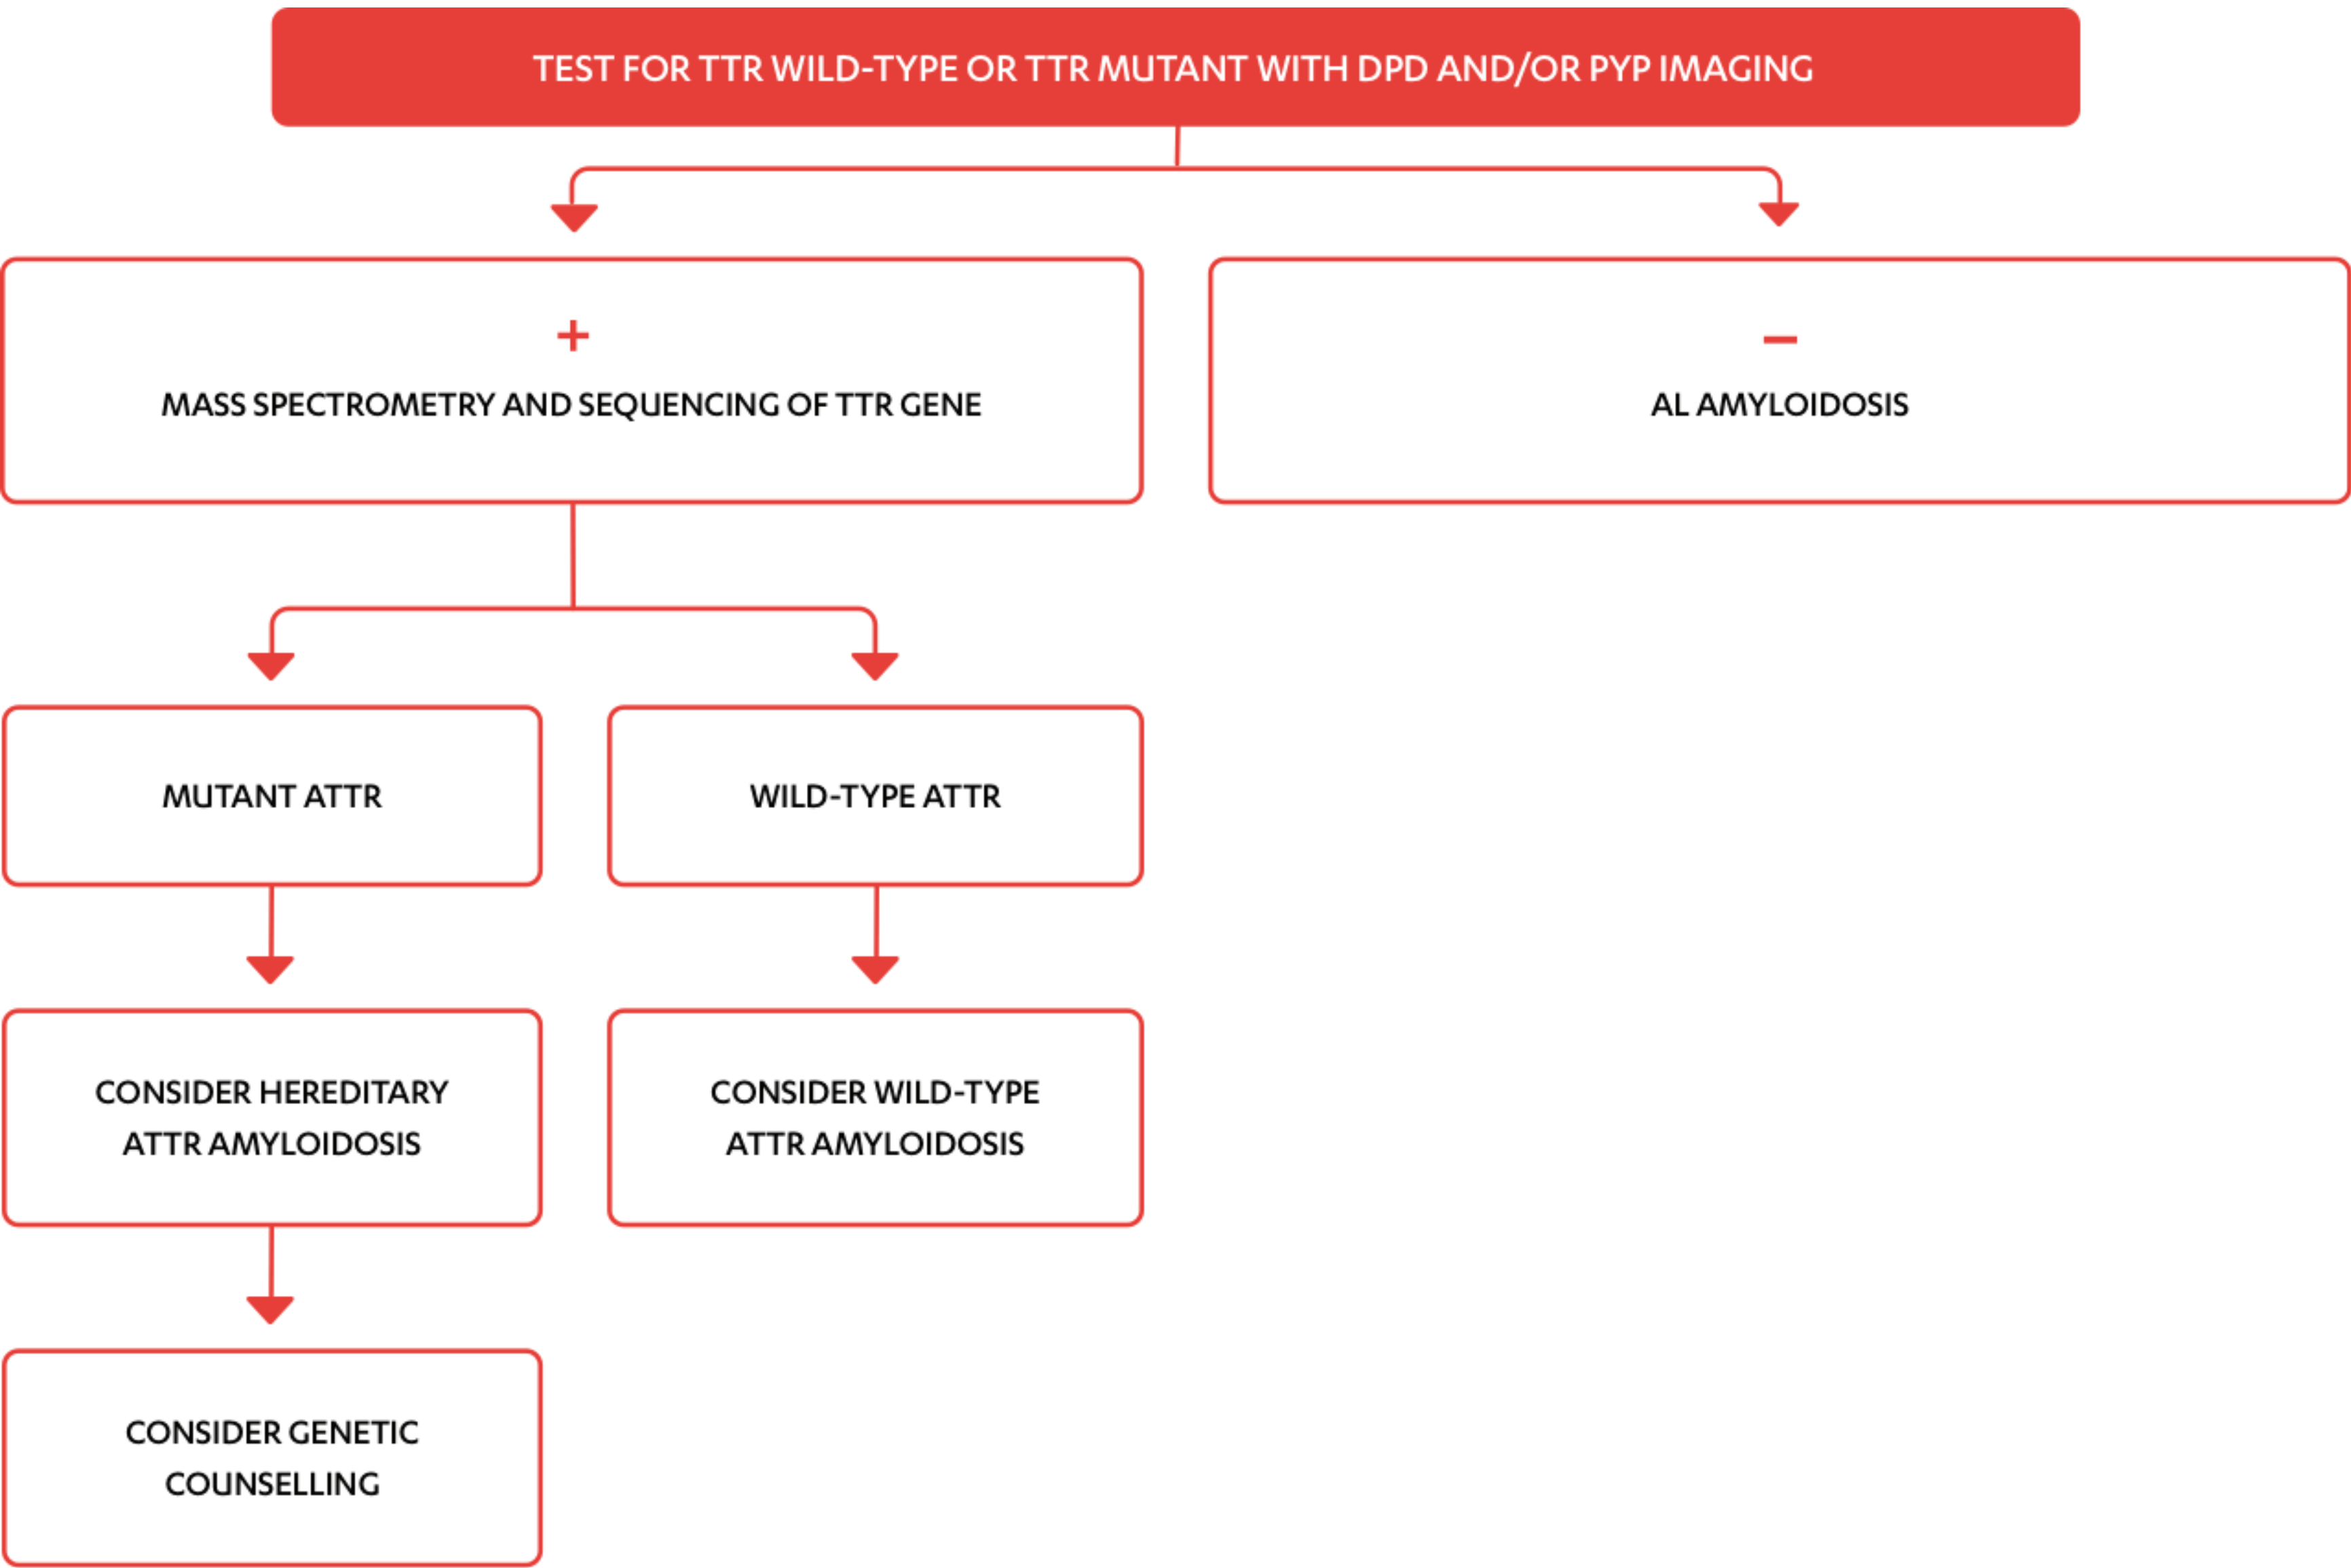 TEST FOR TTR WILD-TYPE OR TTR MUTANT WITH DPD AND/OR PYP IMAGING
+
MASS SPECTROMETRY AND SEQUENCING OF TTR GENE
–
AL AMYLOIDOSIS
MUTANT ATTR
WILD-TYPE ATTR
CONSIDER HEREDITARY
ATTR AMYLOIDOSIS
CONSIDER WILD-TYPE
ATTR AMYLOIDOSIS
CONSIDER GENETIC
COUNSELLING